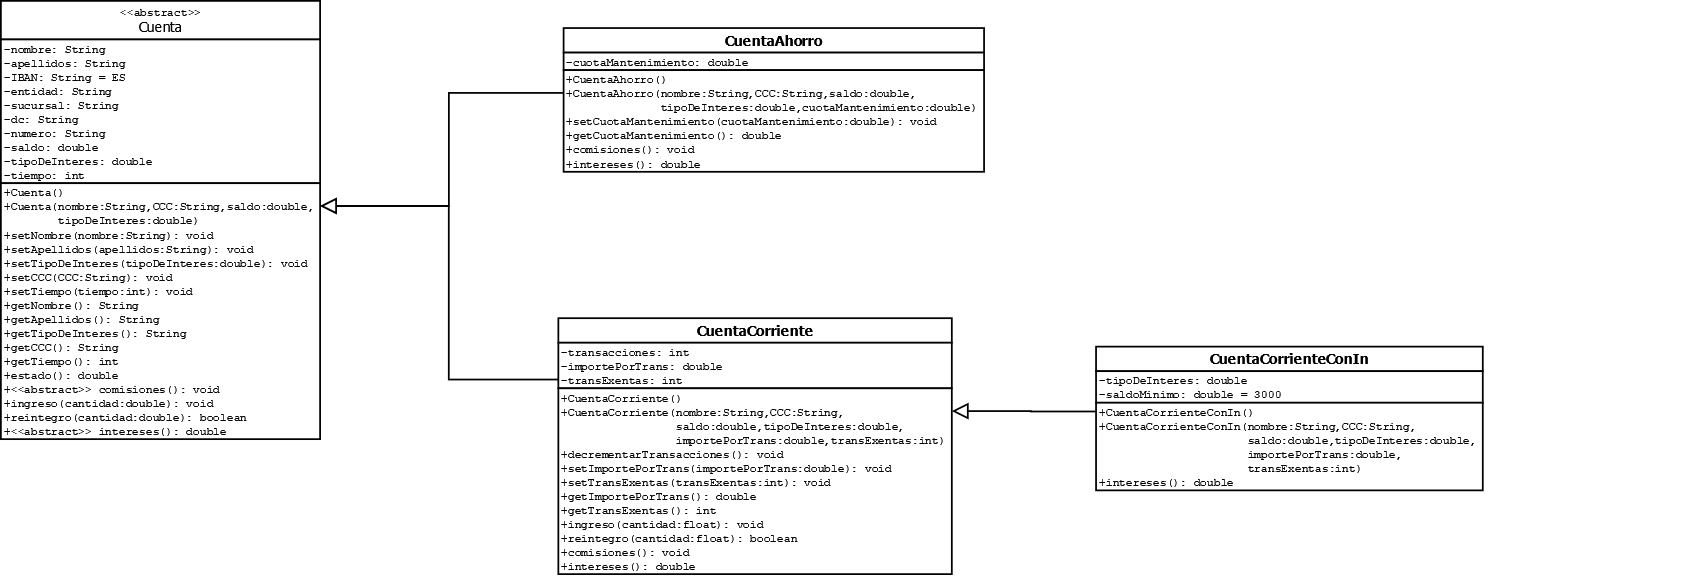 <<abstract>>
Cuenta
-nombre: String
-apellidos: String
-IBAN: String = ES
-entidad: String
-sucursal: String
-dc: String
-numero: String
-saldo: double
-tipoDeInteres: double
-tiempo: int
+Cuenta()
+Cuenta(nombre:String,CCC:String,saldo:double,
tipoDeInteres:double)
+setNombre(nombre:String): void
+setApellidos(apellidos:String): void
+setTipoDeInteres(tipoDeInteres:double): void
+setCCC(CCC:String): void
+setTiempo(tiempo:int): void
+getNombre(): String
+getApellidos(): String
+getTipoDeInteres(): String
+getCCC(): String
+getTiempo(): int
+estado(): double
+<<abstract>> comisiones(): void
+ingreso(cantidad:double): void
+reintegro(cantidad:double): boolean
+<<abstract>> intereses(): double
CuentaAhorro
-cuotaMantenimiento: double
+CuentaAhorro()
+CuentaAhorro(nombre:String,CCC:String,saldo:double,
tipoDeInteres:double,cuotaMantenimiento:double)
+setCuotaMantenimiento(cuotaMantenimiento:double): void
+getCuotaMantenimiento(): double
+comisiones(): void
+intereses(): double
CuentaCorriente
-transacciones: int
-importePorTrans: double
-transExentas: int
+CuentaCorriente()
+CuentaCorriente(nombre:String,CCC:String,
saldo:double,tipoDeInteres:double,
importePorTrans:double,transExentas:int)
+decrementarTransacciones(): void
+setImportePorTrans(importePorTrans:double): void
+setTransExentas(transExentas:int): void
+getImportePorTrans(): double
+getTransExentas(): int
+ingreso(cantidad:float): void
+reintegro(cantidad:float): boolean
+comisiones(): void
+intereses(): double
CuentaCorrienteConIn
-tipoDeInteres: double
-saldoMinimo: double = 3000
+CuentaCorrienteConIn()
+CuentaCorrienteConIn(nombre:String,CCC:String,
saldo:double,tipoDeInteres:double,
importePorTrans:double,
transExentas:int)
+intereses(): double